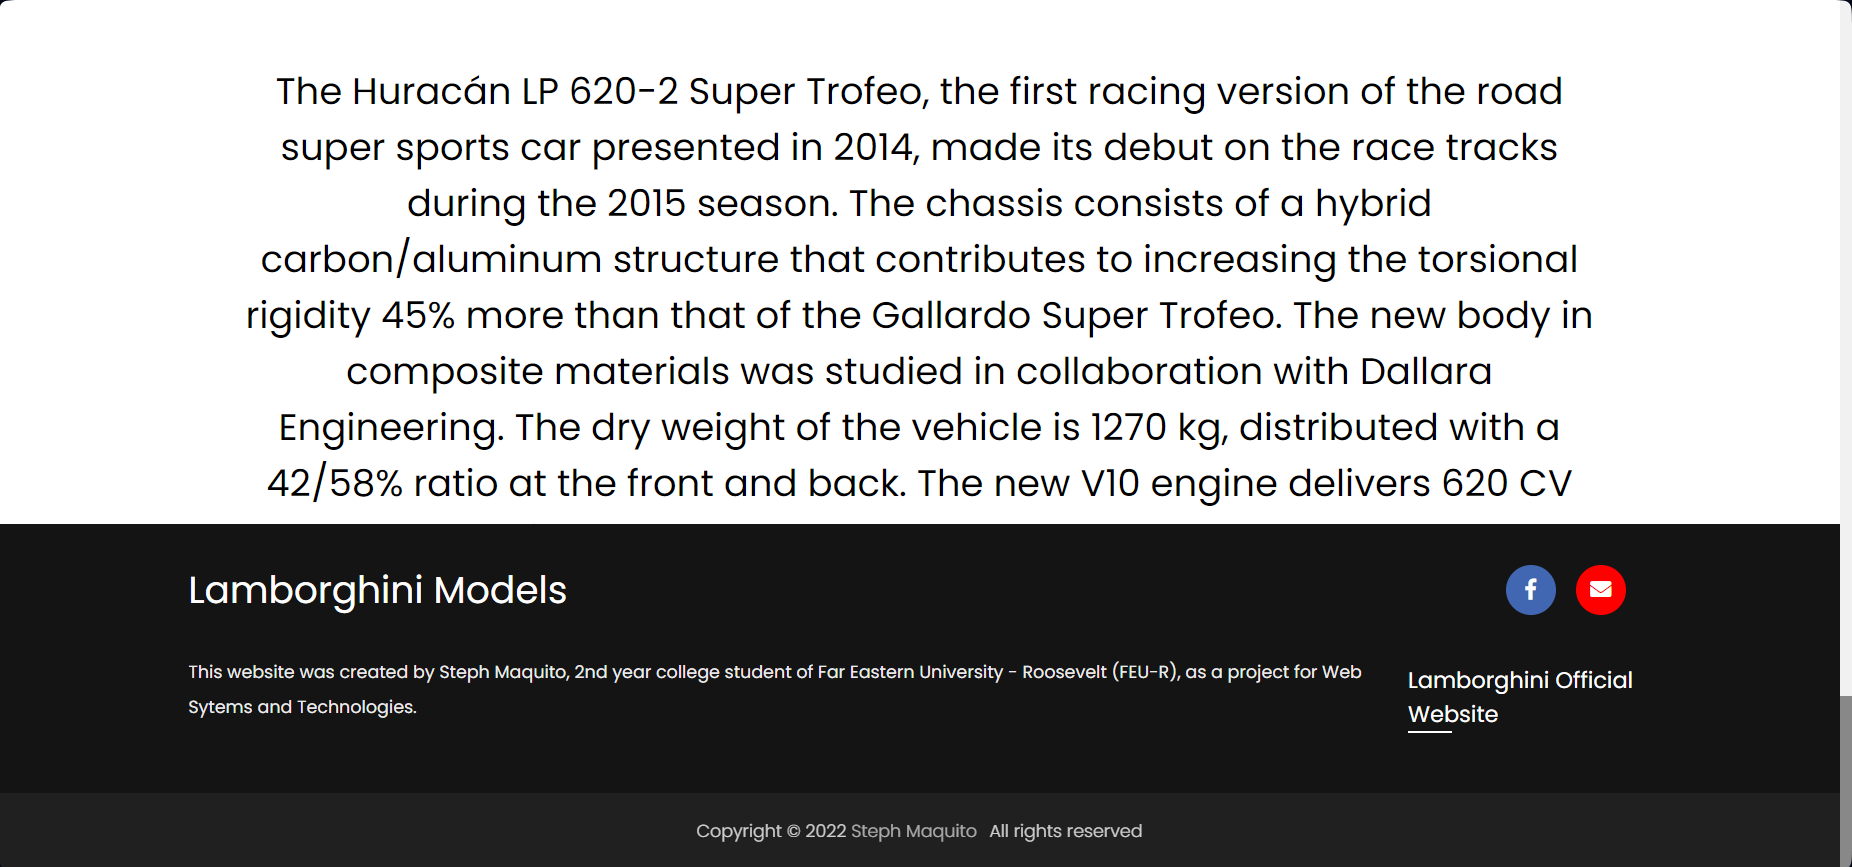 The Huracán LP 620-2 Super Trofeo, the first racing version of the road
super sports car presented in 2014, made its debut on the race tracks
during the 2015 season. The chassis consists of a hybrid
carbon/aluminum structure that contributes to increasing the torsional
rigidity 45% more than that of the Gallardo Super Trofeo. The new body in
composite materials was studied in collaboration with Dallara
Engineering. The dry weight of the vehicle is 1270 kg, distributed with a
42/58% ratio at the front and back. The new V10 engine delivers 620 CV
Lamborghini Models
This website was created by Steph Maquito, 2nd year college student of Far Eastern University - Roosevelt (FEU-R), as a project for Web
Sytems and Technologies.
Lamborghini Official
Website
Copyright © 2022 Steph Maquito All rights reserved